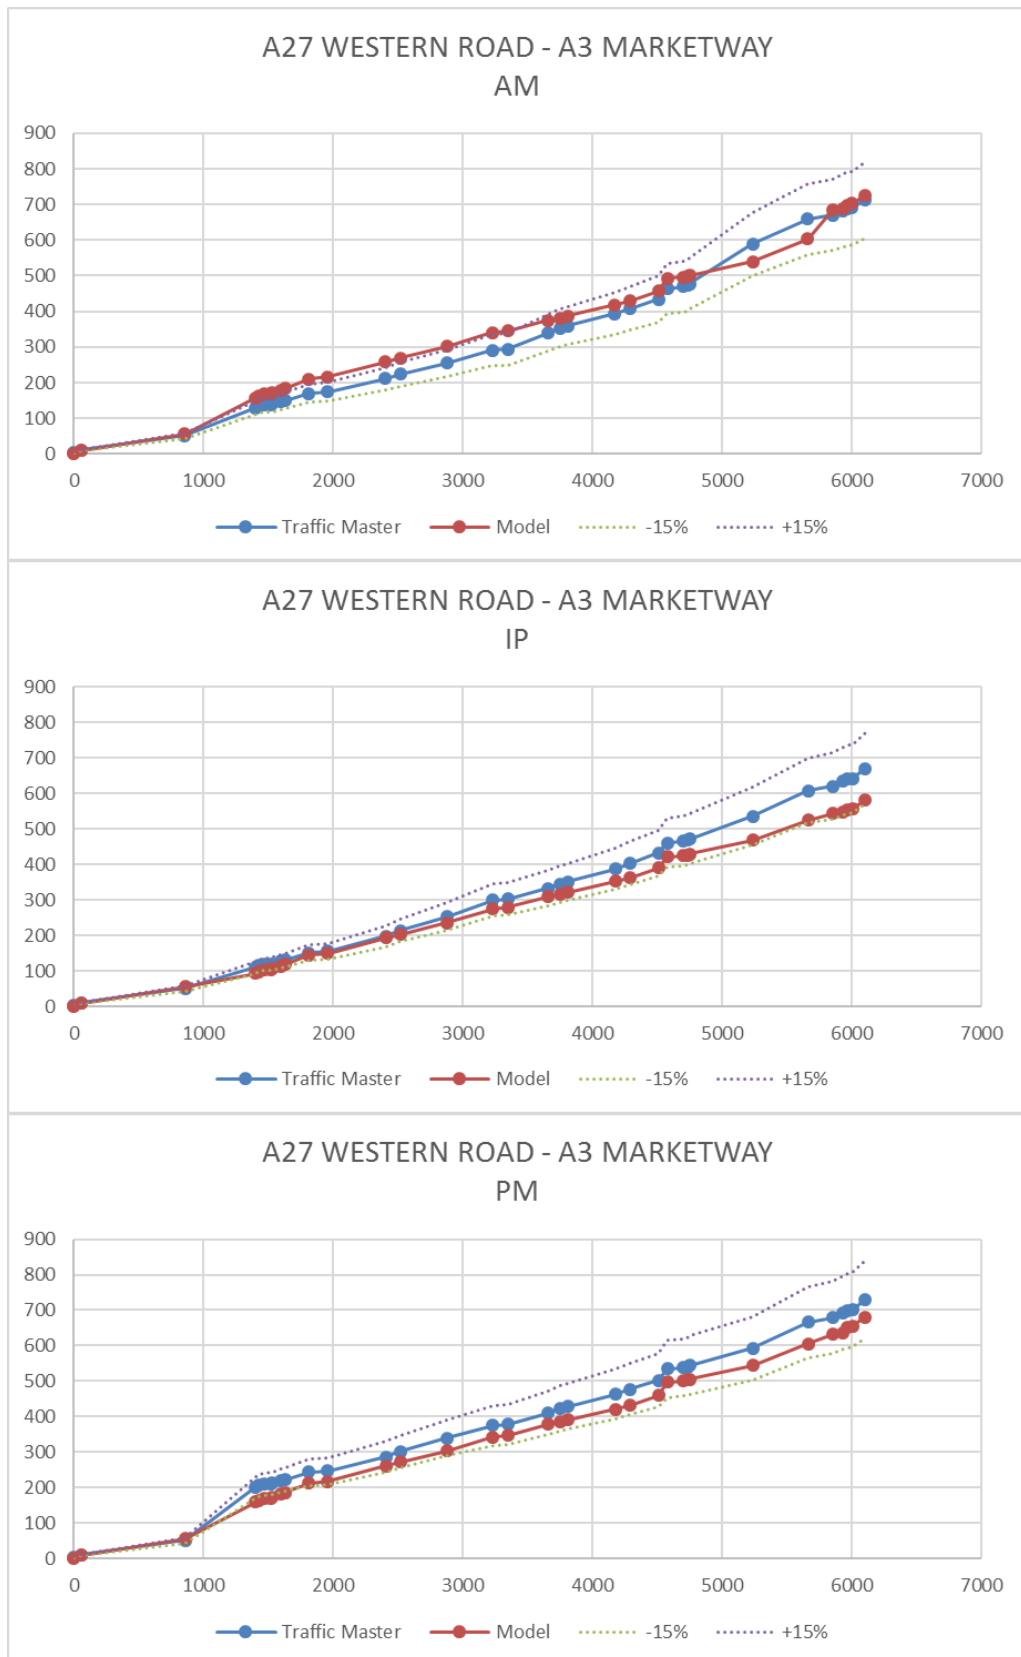 A27 WESTERN ROAD - A3 MARKETWAY
AM
900
800
700
600
500
400
300
200
100
0
0 1000 2000 3000 4000 5000 6000 7000
Traffic Master Model -15% +15%
A27 WESTERN ROAD - A3 MARKETWAY
IP
900
800
700
600
500
400
300
200
100
0
0 1000 2000 3000 4000 5000 6000 7000
Traffic Master Model -15% +15%
A27 WESTERN ROAD - A3 MARKETWAY
PM
900
800
700
600
500
400
300
200
100
0
0 1000 2000 3000 4000 5000 6000 7000
Traffic Master Model -15% +15%